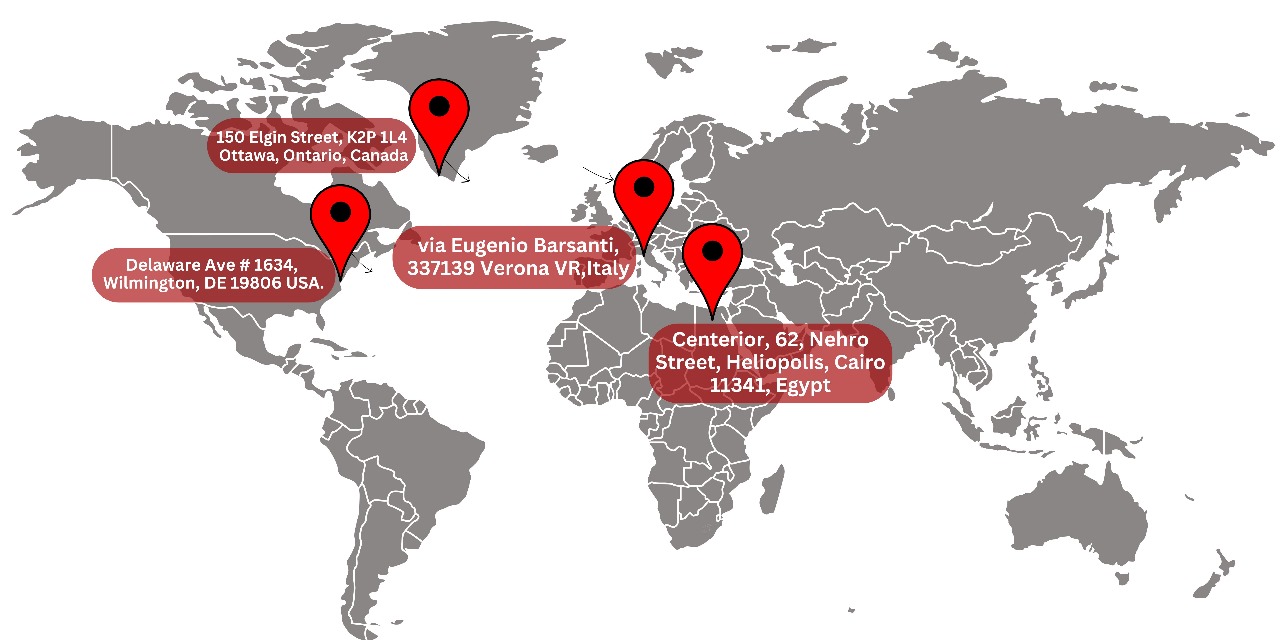 150 Elgin Street, K2P 1L4
Ottawa, Ontario, Canada
Delaware Ave # 1634,
Wilmington, DE 19806 USA.
via Eugenio Barsanti,
337139 Verona VR,Italy
Centerior, 62, Nehro
Street, Heliopolis, Cairo
11341, Egypt